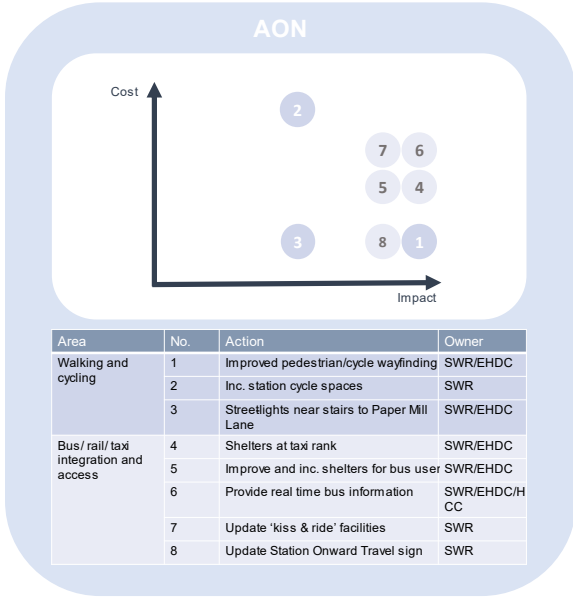 AON
Cost
2
7 6
5 4
3 8 1
Impact
Area No. Action Owner
Walking and
cycling
1 Improved pedestrian/cycle wayfinding SWR/EHDC
2 Inc. station cycle spaces SWR
3 Streetlights near stairs to Paper Mill
Lane
SWR/EHDC
Bus/ rail/ taxi
integration and
access
4 Shelters at taxi rank SWR/EHDC
5 Improve and inc. shelters for bus user SWR/EHDC
6 Provide real time bus information SWR/EHDC/H
CC
7 Update ‘kiss & ride’ facilities SWR
8 Update Station Onward Travel sign SWR